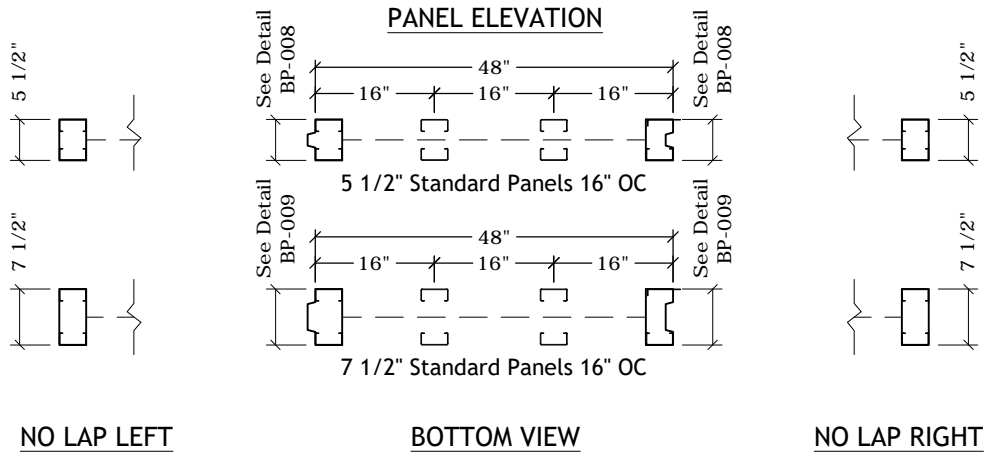 PANEL ELEVATION
5 1/2"
See Detail
BP-008
48"
16" 16" 16"
See Detail
BP-008
5 1/2"
5 1/2" Standard Panels 16" OC
7 1/2"
See Detail
BP-009
48"
16" 16" 16"
See Detail
BP-009
7 1/2"
7 1/2" Standard Panels 16" OC
NO LAP LEFT
BOTTOM VIEW
NO LAP RIGHT